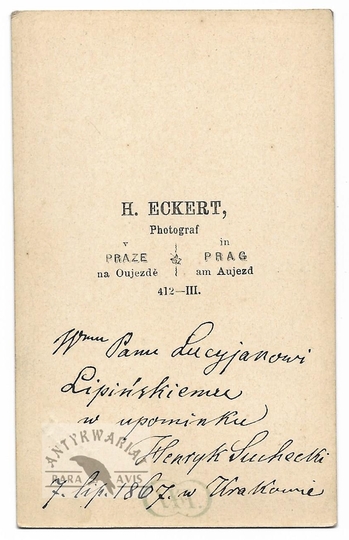 H. ECKERT,
Photograf
v in
PRAZE PRAG
na Oujezdě am Aujezd
412—III.
Wmu Panu Lucyjanowi
Lipińskiemu
w upominku
ANTYKWARIAT
RARA AVIS
Henryk Suchecki
7. lip. 1867. w Krakowie